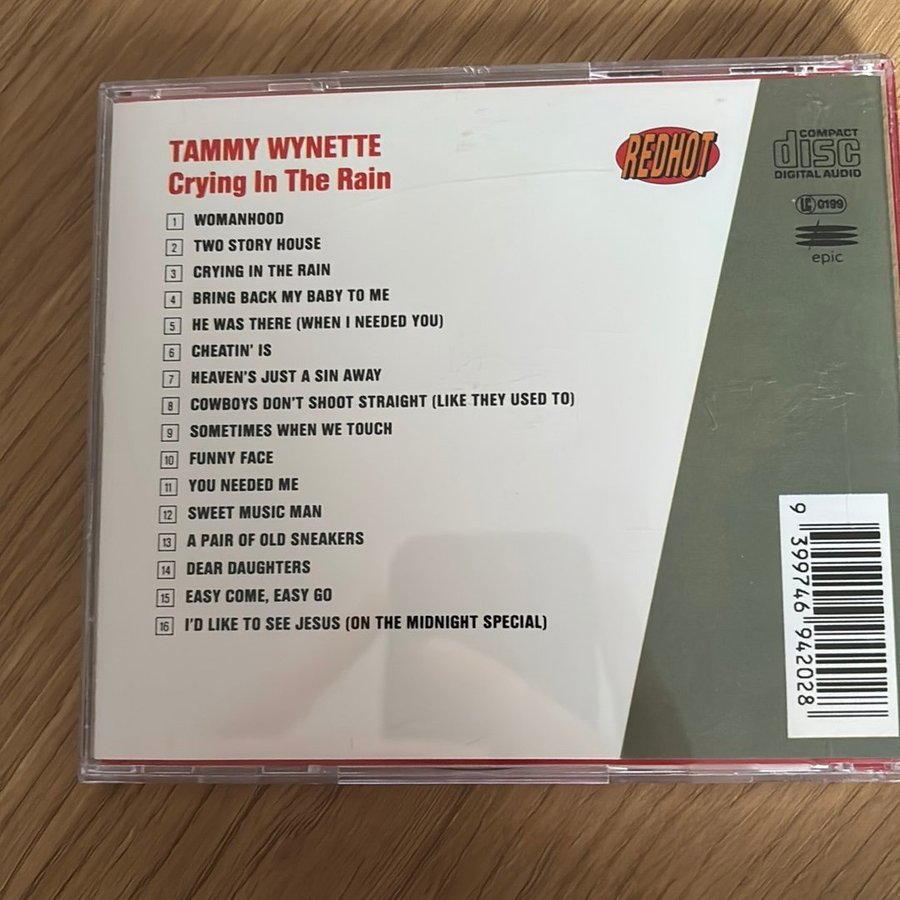 TAMMY WYNETTE
Crying In The Rain
1 WOMANHOOD
2 TWO STORY HOUSE
3 CRYING IN THE RAIN
4 BRING BACK MY BABY TO ME
5 HE WAS THERE (WHEN I NEEDED YOU)
6 CHEATIN' IS
7 HEAVEN'S JUST A SIN AWAY
8 COWBOYS DON'T SHOOT STRAIGHT (LIKE THEY USED TO)
9 SOMETIMES WHEN WE TOUCH
10 FUNNY FACE
11 YOU NEEDED ME
12 SWEET MUSIC MAN
13 A PAIR OF OLD SNEAKERS
14 DEAR DAUGHTERS
15 EASY COME, EASY GO
16 I'D LIKE TO SEE JESUS (ON THE MIDNIGHT SPECIAL)
REDHOT
COMPACT
disc
DIGITAL AUDIO
LC 0199
epic
9 399746 942028